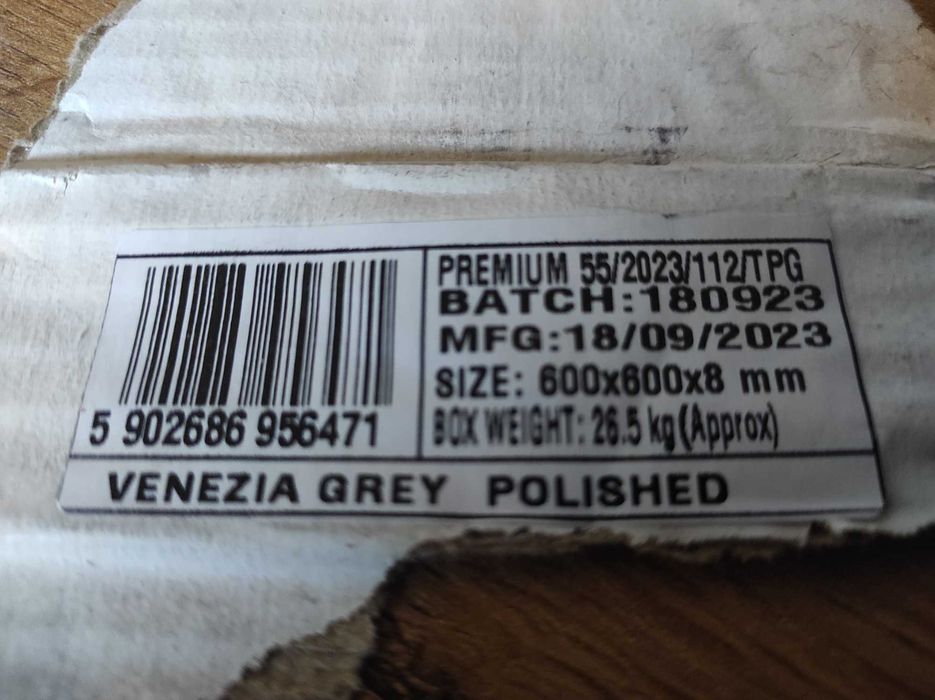 PREMIUM 55/2023/112/TPG
BATCH:180923
MFG:18/09/2023
SIZE: 600x600x8 mm
BOX WEIGHT: 26.5 kg (Approx)
5 902686 956471
VENEZIA GREY POLISHED